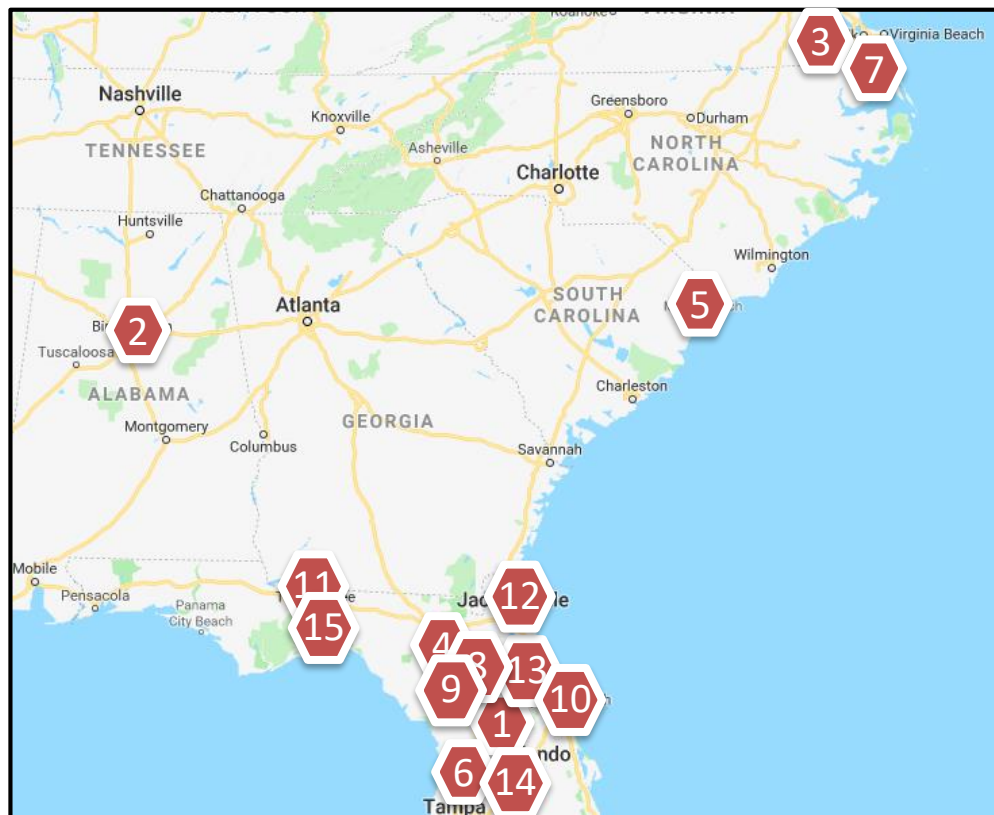 Roanoke
3
Virginia Beach
7
Nashville
Knoxville
Greensboro
Durham
TENNESSEE
NORTH
CAROLINA
Asheville
Charlotte
Chattanooga
Huntsville
Wilmington
Atlanta
SOUTH
CAROLINA
5
2
Tuscaloosa
ALABAMA
Charleston
GEORGIA
Montgomery
Columbus
Savannah
Mobile
Pensacola
Panama
City Beach
11
12
15
4
8
13
9
10
1
6
14
Tampa